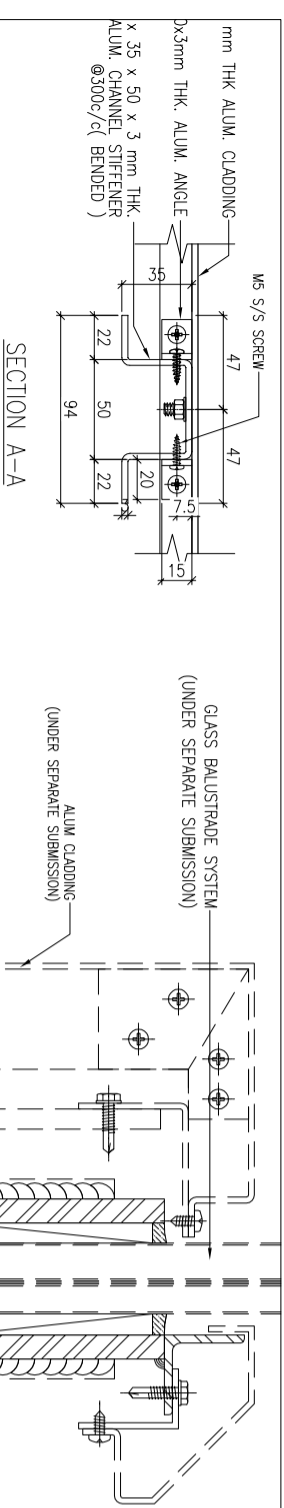 mm THK ALUM. CLADDING
0x3mm THK. ALUM. ANGLE
x 35 x 50 x 3 mm THK.
ALUM. CHANNEL STIFFENER
@300c/c( BENDED )
M5 S/S SCREW
35
47
47
22
50
22
20
94
7.5
15
SECTION A-A
GLASS BALUSTRADE SYSTEM
(UNDER SEPARATE SUBMISSION)
ALUM CLADDING
(UNDER SEPARATE SUBMISSION)